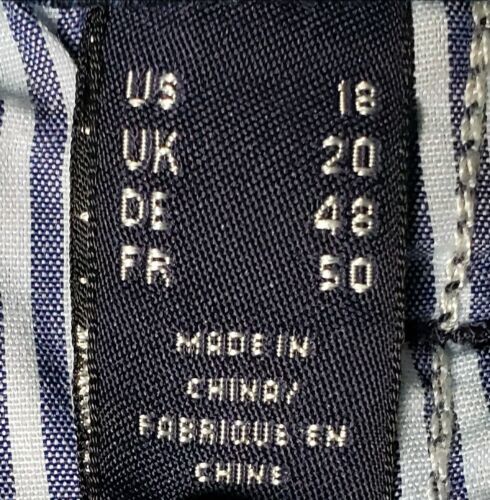 US 18
UK 20
DE 48
FR 50
MADE IN
CHINA/
FABRIQUE EN
CHINE